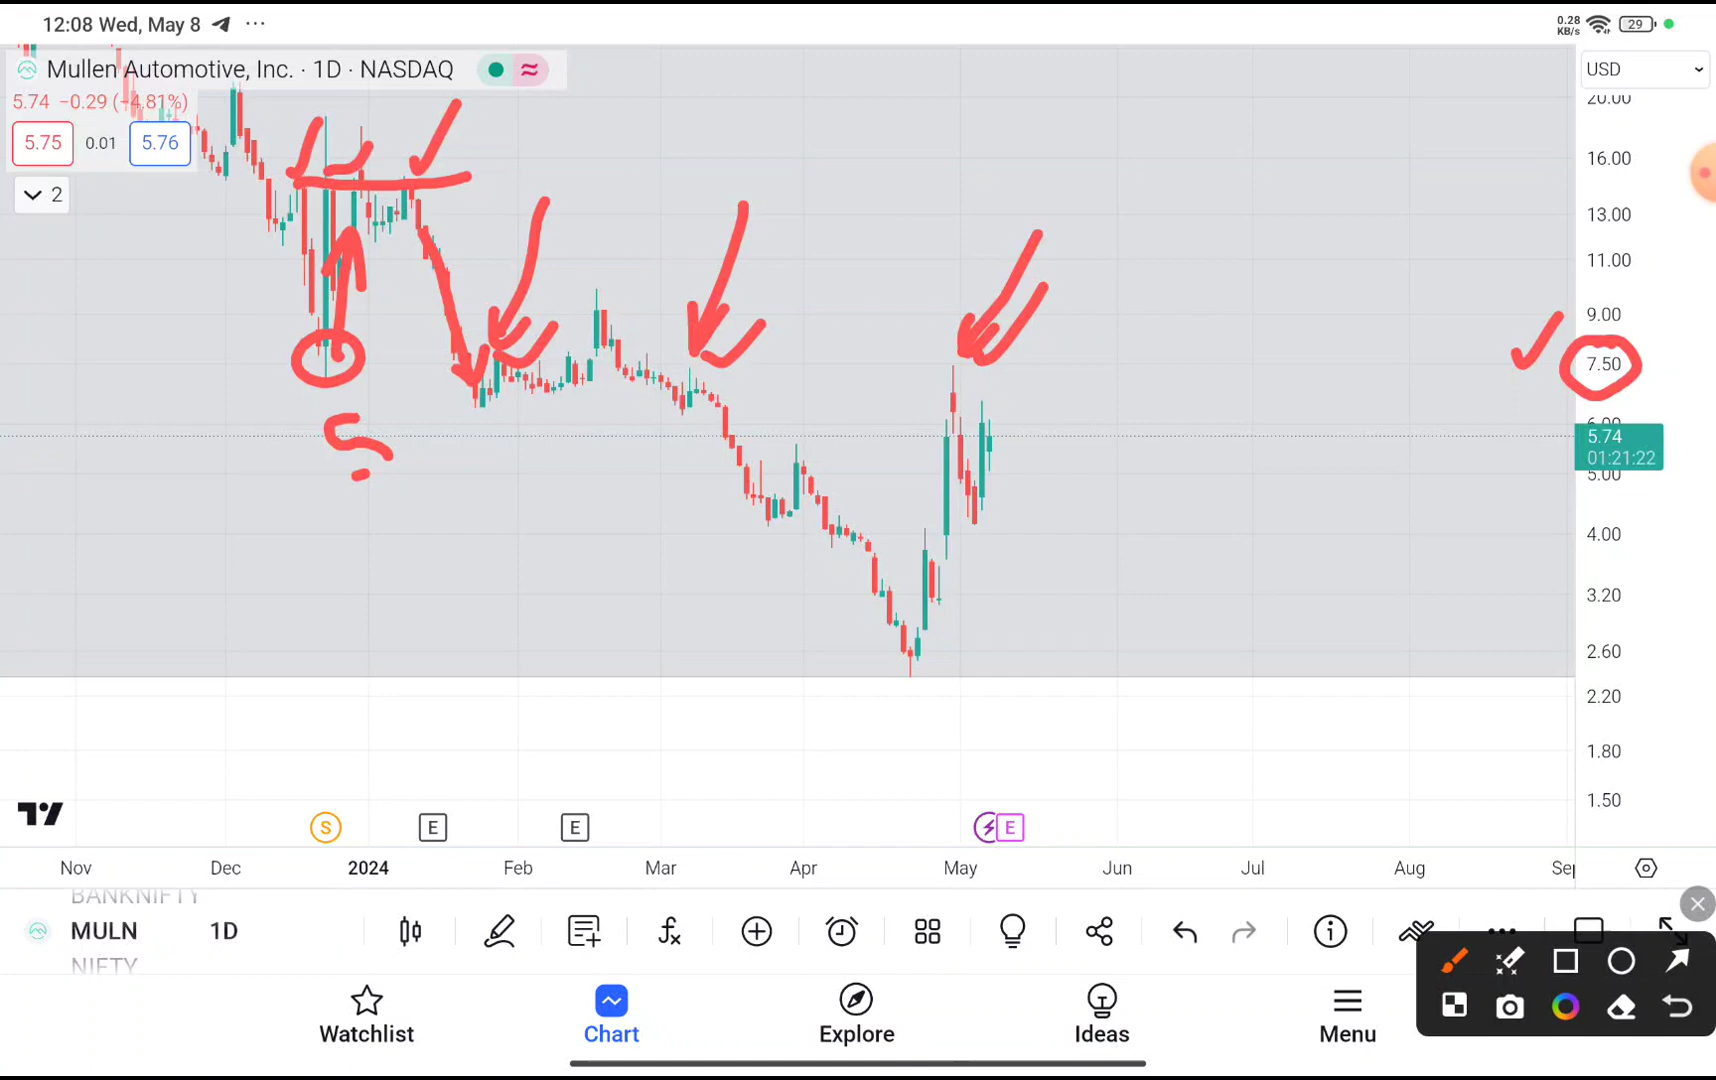 12:08 Wed, May 8 ···
0.28
KB/s
29
Mullen Automotive, Inc. · 1D · NASDAQ
USD
5.74 −0.29 (−4.81%)
5.75 0.01 5.76
2
20.00
16.00
13.00
11.00
9.00
7.50
6.00
5.74
01:21:22
5.00
4.00
3.20
2.60
2.20
1.80
1.50
S E E E
Nov Dec 2024 Feb Mar Apr May Jun Jul Aug Sep
BANKNIFTY
MULN 1D
NIFTY
Watchlist Chart Explore Ideas Menu